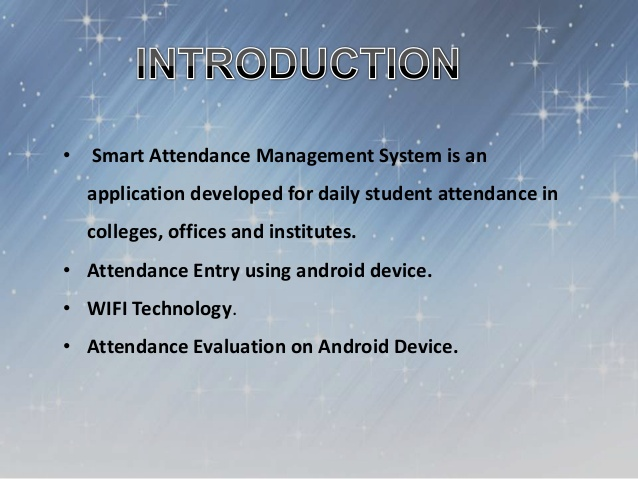 INTRODUCTION
• Smart Attendance Management System is an
application developed for daily student attendance in
colleges, offices and institutes.
• Attendance Entry using android device.
• WIFI Technology.
• Attendance Evaluation on Android Device.